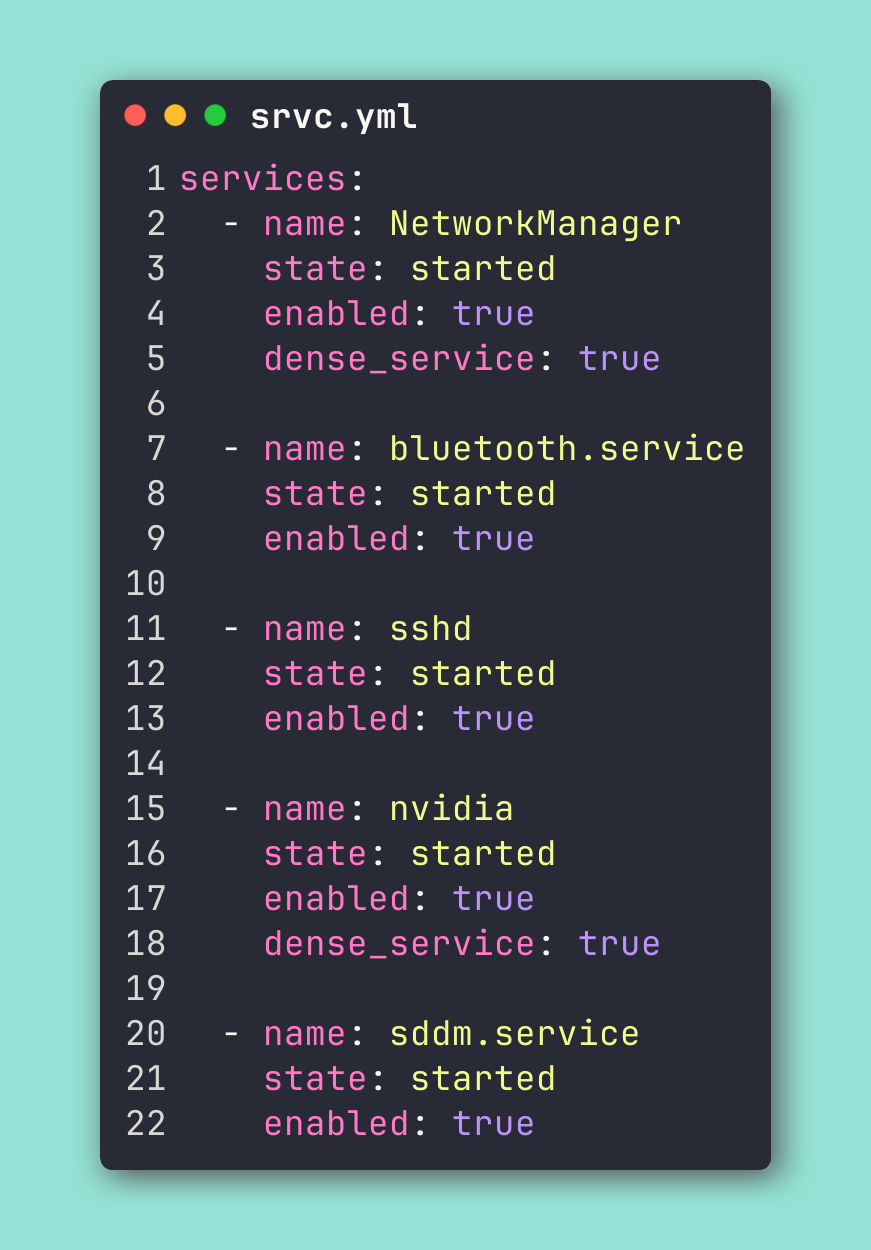 srvc.yml
1 services:
2   - name: NetworkManager
3     state: started
4     enabled: true
5     dense_service: true
6
7   - name: bluetooth.service
8     state: started
9     enabled: true
10
11   - name: sshd
12     state: started
13     enabled: true
14
15   - name: nvidia
16     state: started
17     enabled: true
18     dense_service: true
19
20   - name: sddm.service
21     state: started
22     enabled: true